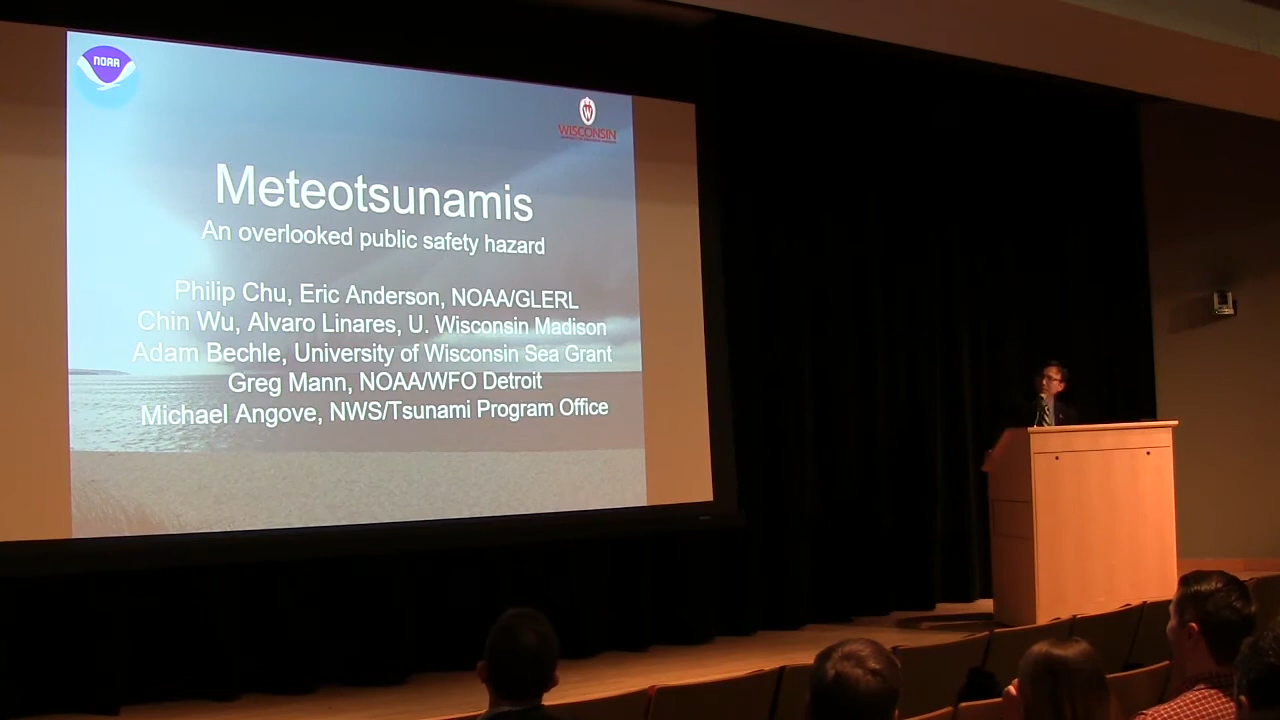 NOAA
WISCONSIN
Meteotsunamis
An overlooked public safety hazard
Philip Chu, Eric Anderson, NOAA/GLERL
Chin Wu, Alvaro Linares, U. Wisconsin Madison
Adam Bechle, University of Wisconsin Sea Grant
Greg Mann, NOAA/WFO Detroit
Michael Angove, NWS/Tsunami Program Office